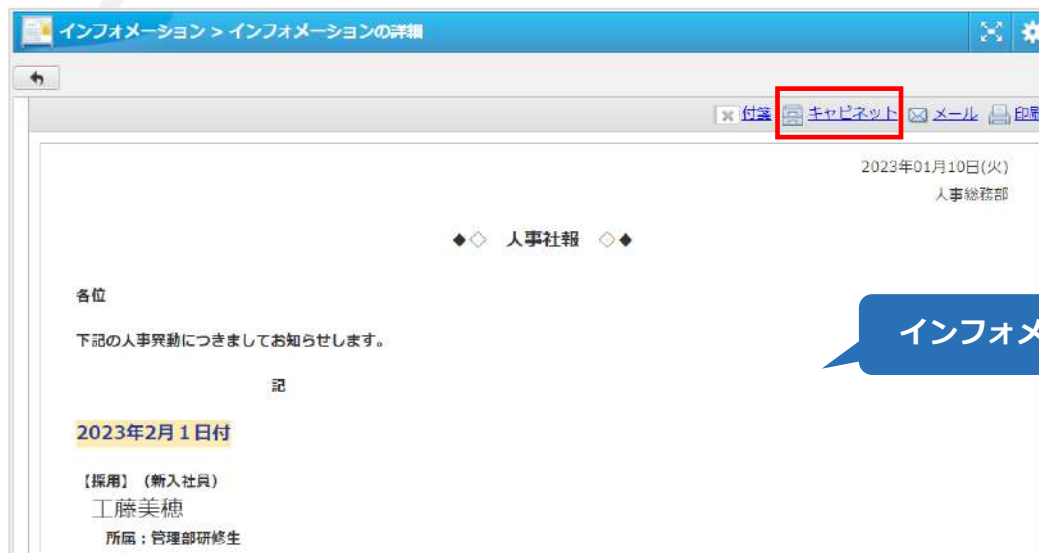 インフォメーション > インフォメーションの詳細
付箋 キャビネット メール 印刷
2023年01月10日(火)
人事総務部
◆◇ 人事社報 ◇◆
各位
下記の人事異動につきましてお知らせします。
インフォメ
記
2023年2月1日付
【採用】（新入社員）
工藤美穂
所属：管理部研修生